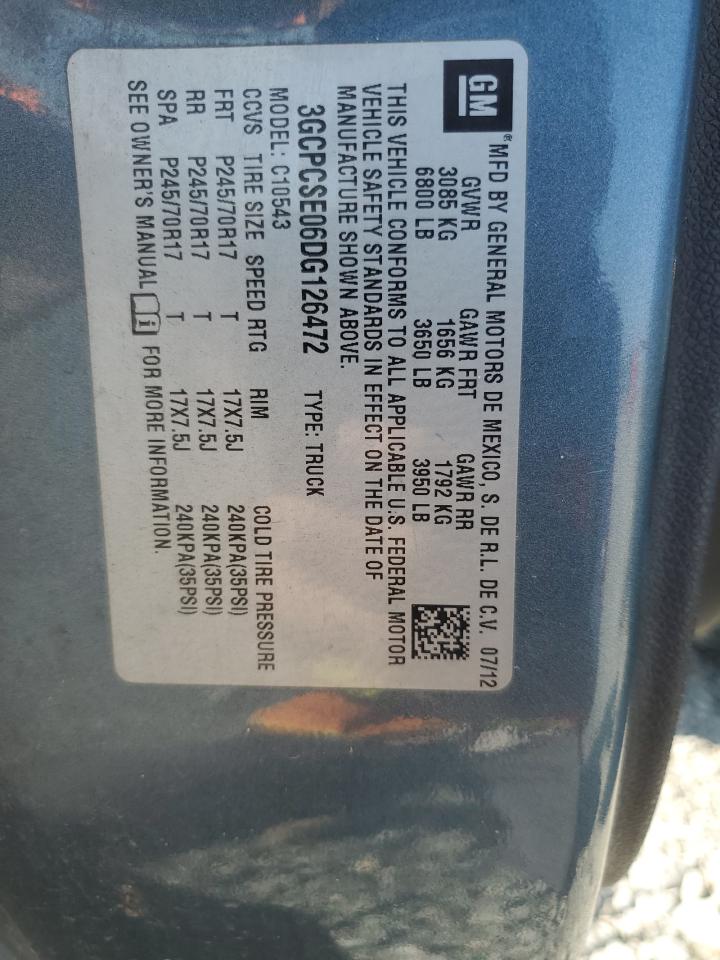 GM
®MFD BY GENERAL MOTORS DE MEXICO, S. DE R.L. DE C.V. 07/12
GVWR GAWR FRT GAWR RR
3085 KG 1656 KG 1792 KG
6800 LB 3650 LB 3950 LB
THIS VEHICLE CONFORMS TO ALL APPLICABLE U.S. FEDERAL MOTOR
VEHICLE SAFETY STANDARDS IN EFFECT ON THE DATE OF
MANUFACTURE SHOWN ABOVE.
3GCPCSE06DG126472 TYPE: TRUCK
MODEL: C10543
CCVS TIRE SIZE SPEED RTG RIM COLD TIRE PRESSURE
FRT P245/70R17 T 17X7.5J 240KPA(35PSI)
RR P245/70R17 T 17X7.5J 240KPA(35PSI)
SPA P245/70R17 T 17X7.5J 240KPA(35PSI)
SEE OWNER'S MANUAL FOR MORE INFORMATION.